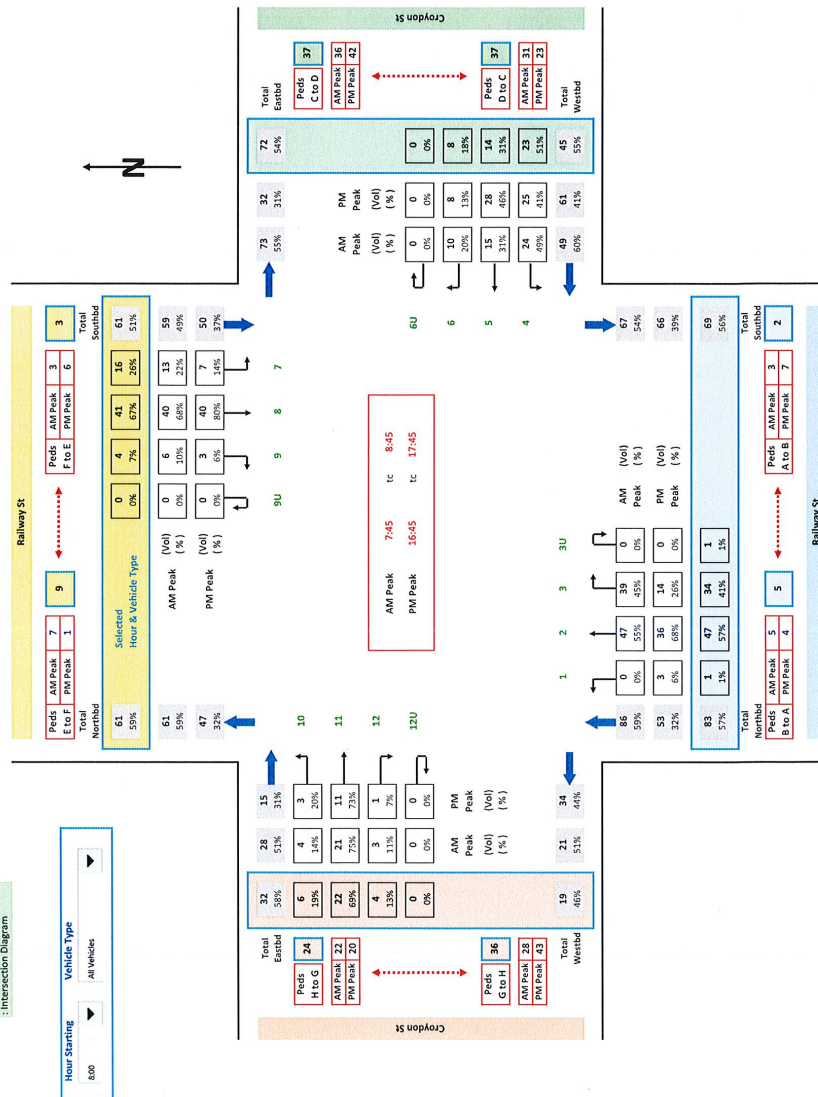 : Intersection Diagram
Hour Starting
Vehicle Type
8:00
All Vehicles
Railway St
Peds
E to F
AM Peak 7
PM Peak 1
9
Peds
F to E
AM Peak 3
PM Peak 6
3
Total
Northbd
Total
Southbd
Selected
Hour & Vehicle Type
61
59%
0
0%
4
7%
41
67%
16
26%
61
51%
61
59%
AM Peak
(Vol)
( % )
0
0%
6
10%
40
68%
13
22%
59
49%
47
32%
PM Peak
(Vol)
( % )
0
0%
3
6%
40
80%
7
14%
50
37%
9U
9
8
7
N
Croydon St
Total
Eastbd
32
58%
28
51%
15
31%
Peds
H to G
24
AM Peak 22
PM Peak 20
6
19%
4
14%
3
20%
10
22
69%
21
75%
11
73%
11
4
13%
3
11%
1
7%
12
0
0%
0
0%
0
0%
12U
AM
Peak
(Vol)
( % )
PM
Peak
(Vol)
( % )
Peds
G to H
36
AM Peak 28
PM Peak 43
Total
Westbd
19
46%
21
51%
34
44%
AM Peak 7:45 to 8:45
PM Peak 16:45 to 17:45
73
55%
32
31%
72
54%
Total
Eastbd
Peds
C to D
37
AM Peak 36
PM Peak 42
AM
Peak
(Vol)
( % )
PM
Peak
(Vol)
( % )
6U
0
0%
0
0%
0
0%
6
10
20%
8
13%
8
18%
5
15
31%
28
46%
14
31%
4
24
49%
25
41%
23
51%
Peds
D to C
37
AM Peak 31
PM Peak 23
49
60%
61
41%
45
55%
Total
Westbd
Croydon St
1
2
3
3U
86
59%
0
0%
47
55%
39
45%
0
0%
AM
Peak
(Vol)
( % )
67
54%
53
32%
3
6%
36
68%
14
26%
0
0%
PM
Peak
(Vol)
( % )
66
39%
83
57%
1
1%
47
57%
34
41%
1
1%
69
56%
Total
Northbd
Total
Southbd
Peds
B to A
AM Peak 5
PM Peak 4
5
Peds
A to B
AM Peak 3
PM Peak 7
2
Railway St